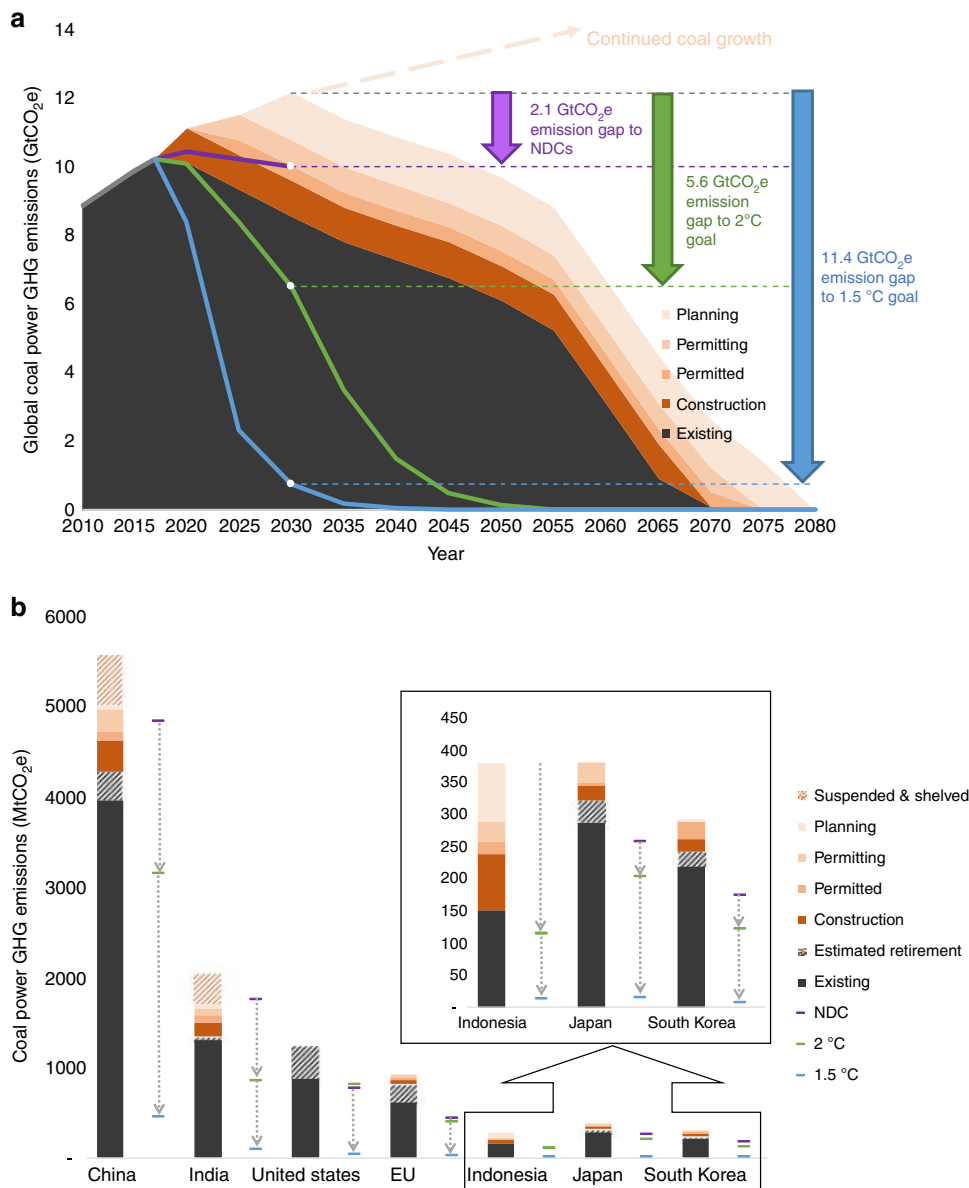 a
14
12
10
8
6
4
2
0
Global coal power GHG emissions (GtCO2e)
Continued coal growth
2.1 GtCO2e
emission gap to
NDCs
5.6 GtCO2e
emission
gap to 2°C
goal
11.4 GtCO2e
emission gap
to 1.5 °C goal
Planning
Permitting
Permitted
Construction
Existing
2010 2015 2020 2025 2030 2035 2040 2045 2050 2055 2060 2065 2070 2075 2080
Year
b
6000
5000
4000
3000
2000
1000
-
Coal power GHG emissions (MtCO2e)
450
400
350
300
250
200
150
100
50
-
Indonesia Japan South Korea
Suspended & shelved
Planning
Permitting
Permitted
Construction
Estimated retirement
Existing
NDC
2 °C
1.5 °C
China India United states EU Indonesia Japan South Korea